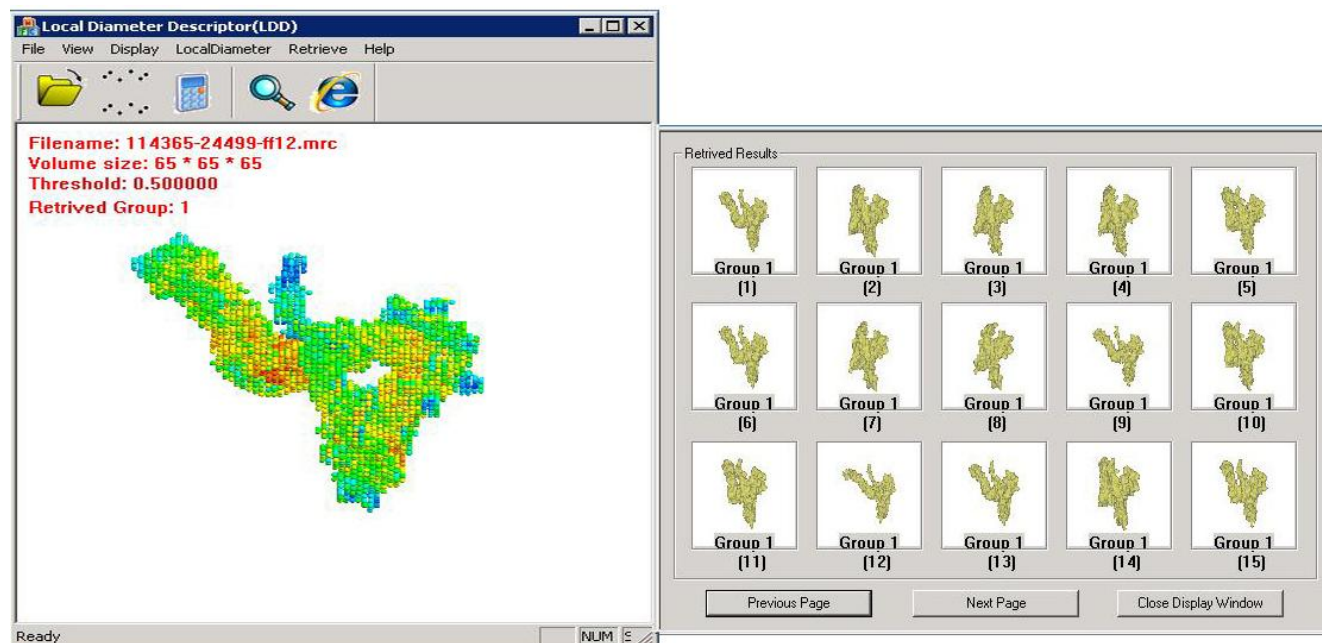 Local Diameter Descriptor(LDD)
File View Display LocalDiameter Retrieve Help
Filename: 114365-24499-ff12.mrc
Volume size: 65 * 65 * 65
Threshold: 0.500000
Retrived Group: 1
Ready NUM
Retrived Results
Group 1 Group 1 Group 1 Group 1 Group 1
(1) (2) (3) (4) (5)
Group 1 Group 1 Group 1 Group 1 Group 1
(6) (7) (8) (9) (10)
Group 1 Group 1 Group 1 Group 1 Group 1
(11) (12) (13) (14) (15)
Previous Page Next Page Close Display Window